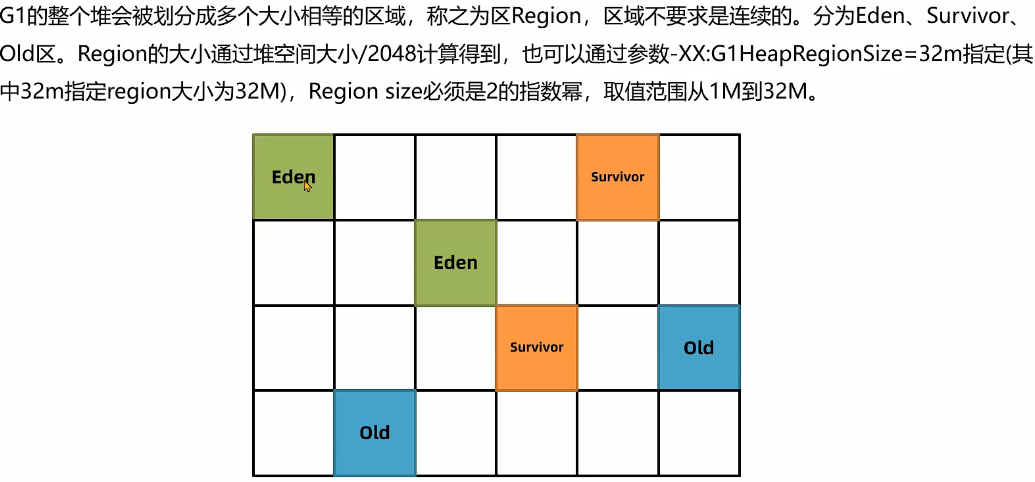 G1的整个堆会被划分成多个大小相等的区域，称之为区Region，区域不要求是连续的。分为Eden、Survivor、
Old区。Region的大小通过堆空间大小/2048计算得到，也可以通过参数-XX:G1HeapRegionSize=32m指定(其
中32m指定region大小为32M)，Region size必须是2的指数幂，取值范围从1M到32M。
Eden
Survivor
Eden
Survivor
Old
Old